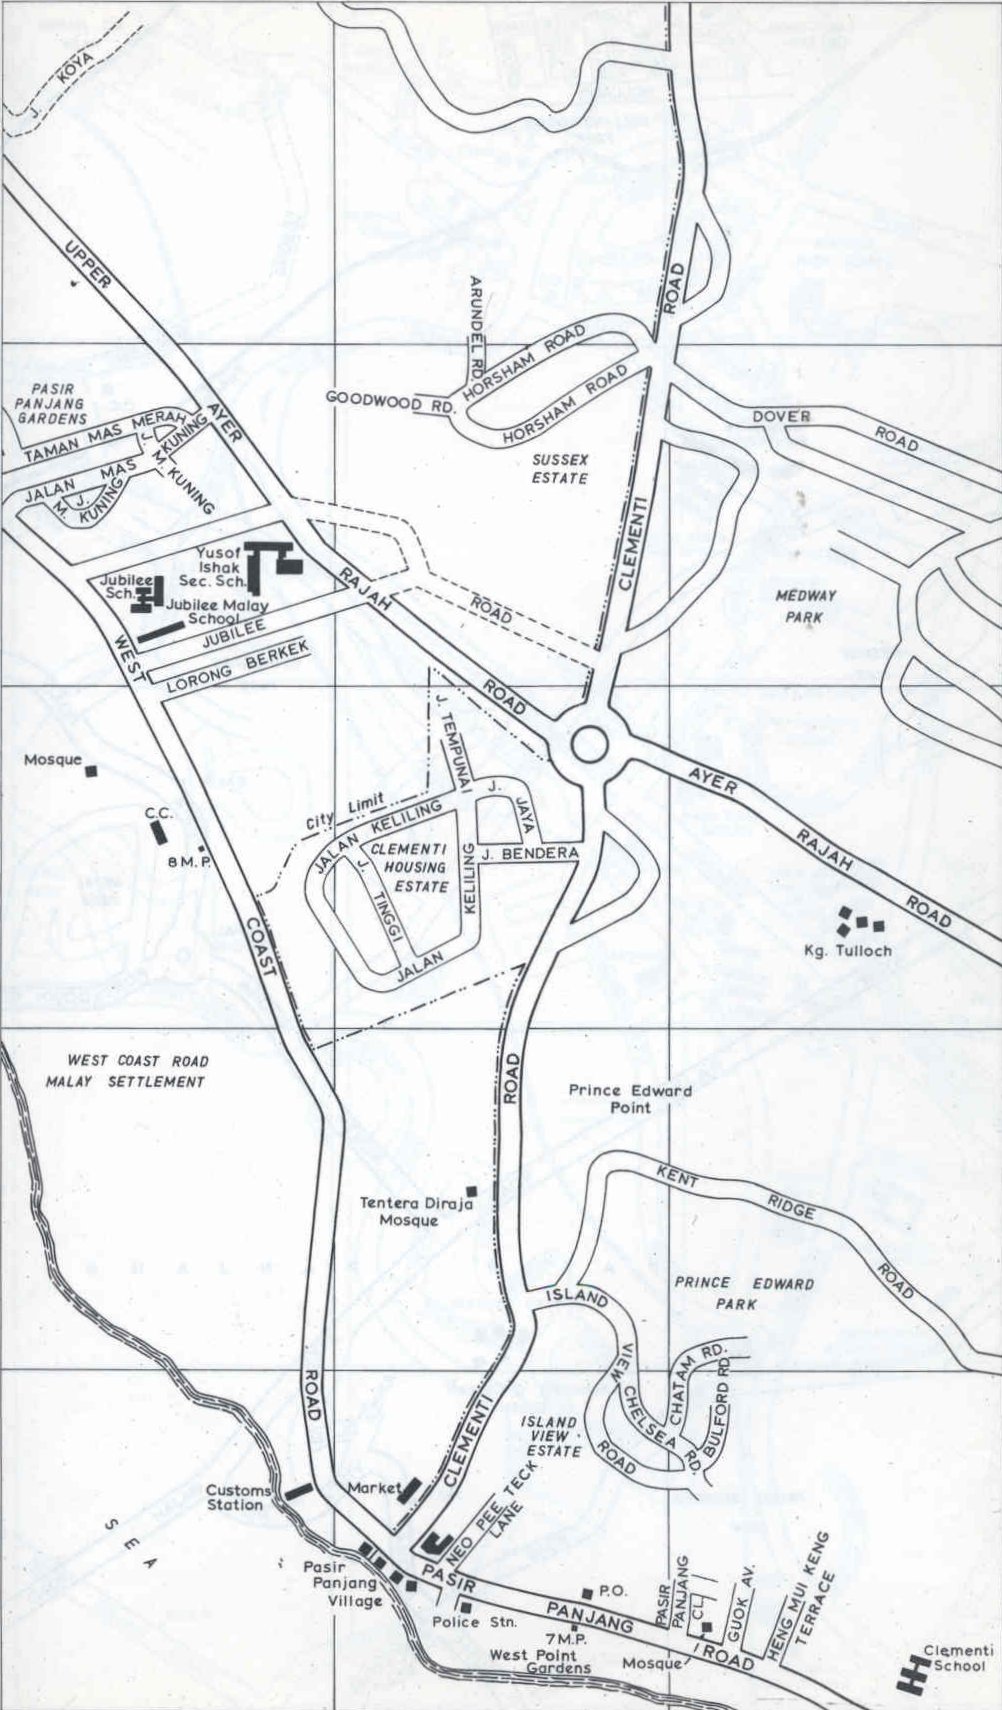 J. KOYA
UPPER
AYER
RAJAH
ROAD
ROAD
ARUNDEL RD.
HORSHAM ROAD
HORSHAM ROAD
GOODWOOD RD.
SUSSEX
ESTATE
DOVER
ROAD
PASIR
PANJANG
GARDENS
TAMAN MAS MERAH
J.
M. KUNING
M. KUNING
JALAN MAS
J.
M. KUNING
CLEMENTI
Yusof
Ishak
Sec. Sch.
Jubilee
Sch.
Jubilee Malay
School
JUBILEE
ROAD
LORONG BERKEK
MEDWAY
PARK
WEST
Mosque
C.C.
8 M.P.
City Limit
J. TEMPUNAI
J. JAYA
JALAN KELILING
CLEMENTI
HOUSING
ESTATE
J. BENDERA
J. TINGGI
KELILING
JALAN
AYER
RAJAH
ROAD
Kg. Tulloch
COAST
WEST COAST ROAD
MALAY SETTLEMENT
ROAD
Prince Edward
Point
Tentera Diraja
Mosque
KENT
RIDGE
ROAD
ISLAND
PRINCE EDWARD
PARK
VIEW
CHATAM RD.
CHELSEA RD.
BULFORD RD.
ROAD
ISLAND
VIEW
ESTATE
ROAD
CLEMENTI
Customs
Station
Market
NEO PEE TECK
LANE
SEA
Pasir
Panjang
Village
PASIR
Police Stn.
P.O.
PANJANG
7 M.P.
West Point
Gardens
PASIR
PANJANG
CL.
GUOK AV.
HENG MUI KENG
TERRACE
Mosque
ROAD
Clementi
School